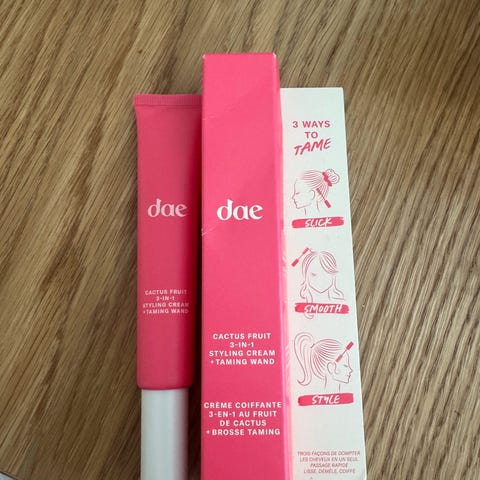 dae
CACTUS FRUIT
3-IN-1
STYLING CREAM
+TAMING WAND
dae
CACTUS FRUIT
3-IN-1
STYLING CREAM
+TAMING WAND
CRÈME COIFFANTE
3-EN-1 AU FRUIT
DE CACTUS
+BROSSE TAMING
3 WAYS
TO
TAME
SLICK
SMOOTH
STYLE
TROIS FAÇONS DE DOMPTER
LES CHEVEUX EN UN SEUL
PASSAGE RAPIDE
LISSE, DÉMÊLE, COIFFE